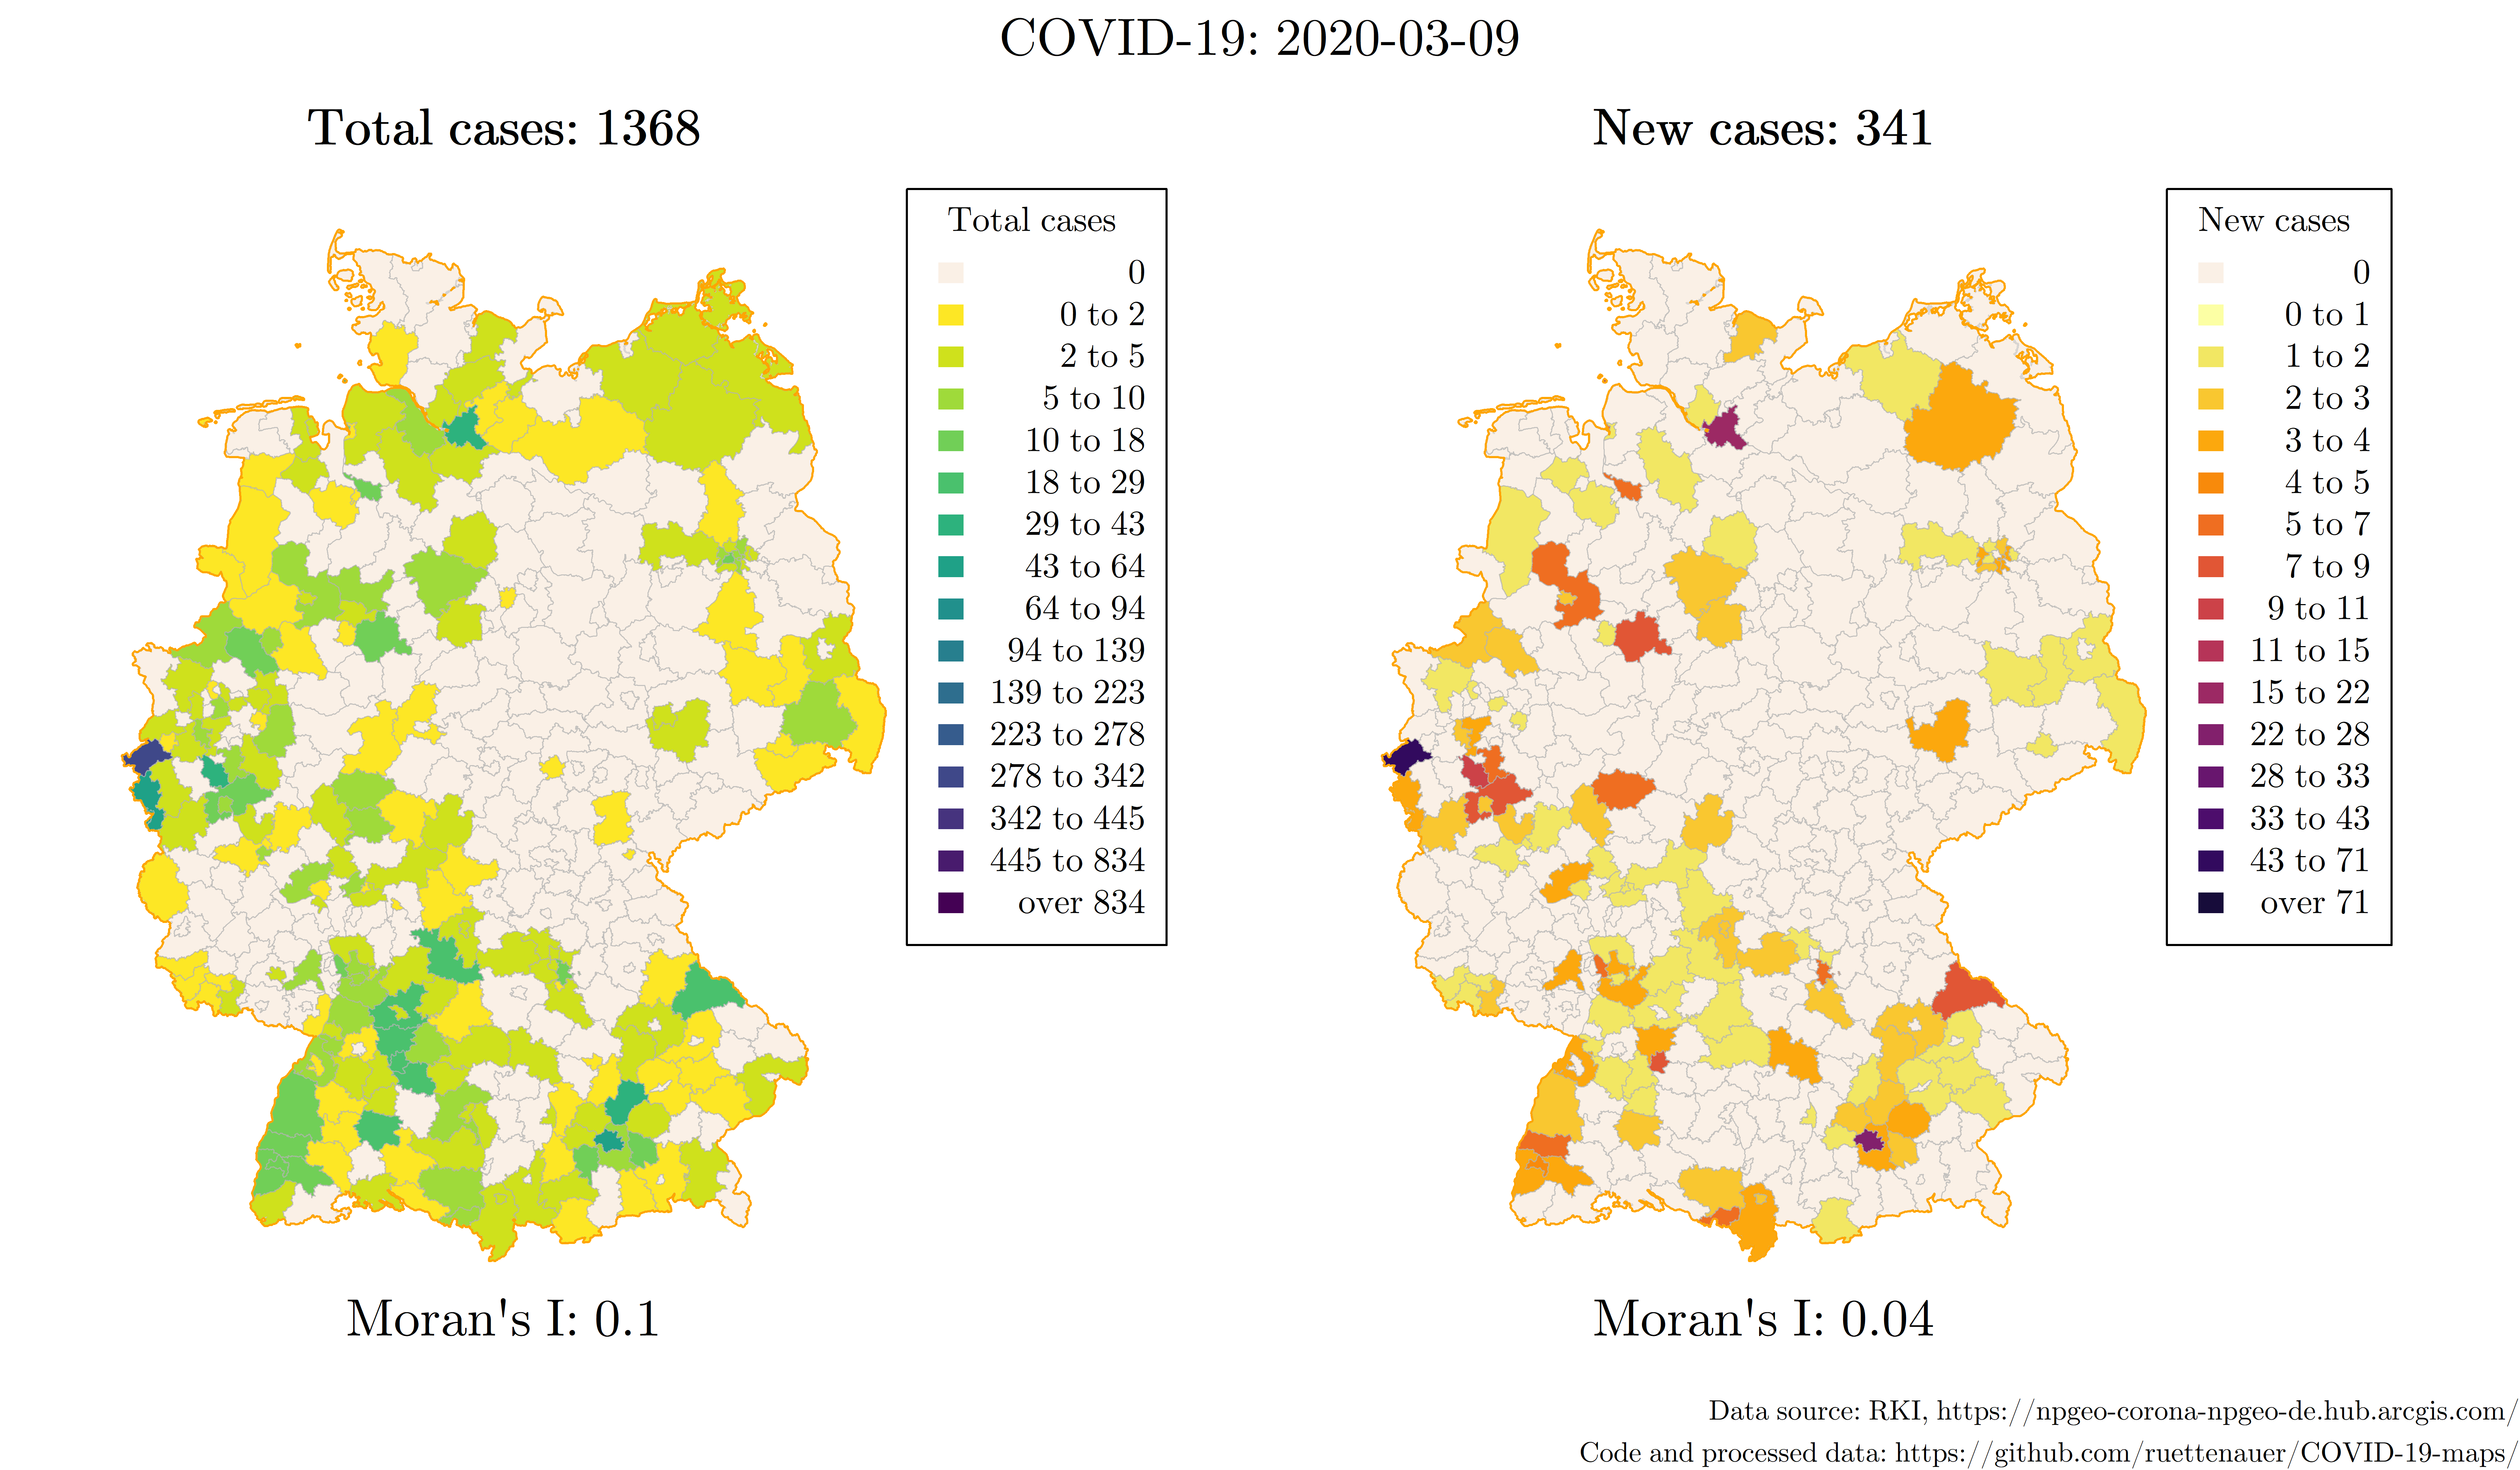 COVID-19: 2020-03-09
Total cases: 1368
Total cases
0
0 to 2
2 to 5
5 to 10
10 to 18
18 to 29
29 to 43
43 to 64
64 to 94
94 to 139
139 to 223
223 to 278
278 to 342
342 to 445
445 to 834
over 834
Moran's I: 0.1
New cases: 341
New cases
0
0 to 1
1 to 2
2 to 3
3 to 4
4 to 5
5 to 7
7 to 9
9 to 11
11 to 15
15 to 22
22 to 28
28 to 33
33 to 43
43 to 71
over 71
Moran's I: 0.04
Data source: RKI, https://npgeo-corona-npgeo-de.hub.arcgis.com/
Code and processed data: https://github.com/ruettenauer/COVID-19-maps/